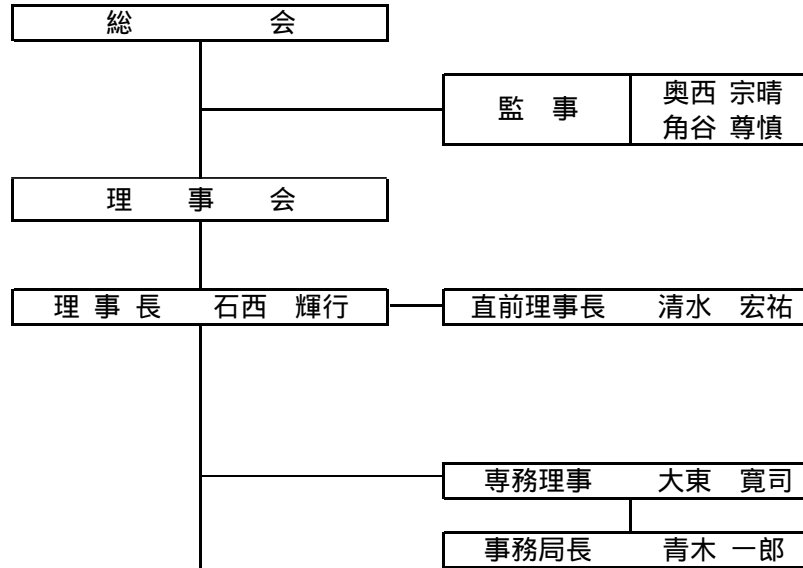 総 会
監 事
奥西 宗晴
角谷 尊慎
理 事 会
理 事 長 石西 輝行
直前理事長 清水 宏祐
専務理事 大東 寛司
事務局長 青木 一郎